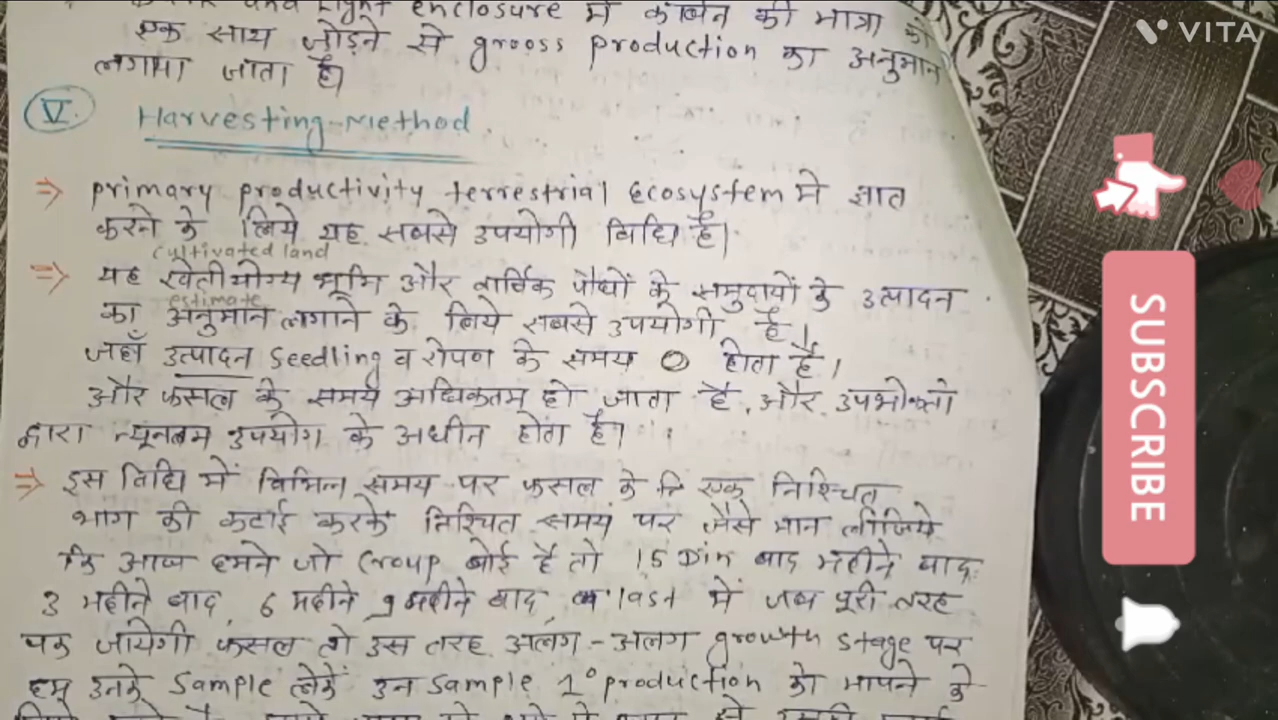 and light enclosure में कार्बन की मात्रा को
एक साथ जोड़ने से grooss production का अनुमान
लगाया जाता है।
V. Harvesting Method
⇒ primary productivity terrestrial Ecosystem मे ज्ञात
करने के लिये यह सबसे उपयोगी विधि है।
cultivated land
⇒ यह खेतीयोग्य भूमि और वार्षिक पौधों के समुदायों के उत्पादन
estimate
का अनुमान लगाने के लिये सबसे उपयोगी है।
जहाँ उत्पादन Seedling व रोपण के समय 0 होता है।
और फसल के समय अधिकतम हो जाता है, और उपभोक्तो
द्वारा न्यूनतम उपयोग के अधीन होता है।
⇒ इस विधि में विभिन्न समय पर फसल के एक निश्चित
भाग की कटाई करके निश्चित समय पर जैसे मान लीजिये
कि आज हमने जो Croup बोई है तो 15 Din बाद महीने बाद
3 महीने बाद, 6 महीने 9 महीने बाद, last में जब पूरी तरह
पक जायेगी फसल तो उस तरह अलग-अलग growth stage पर
हम उनके Sample लेकें उन sample 1° production को मापने के
VITA
SUBSCRIBE